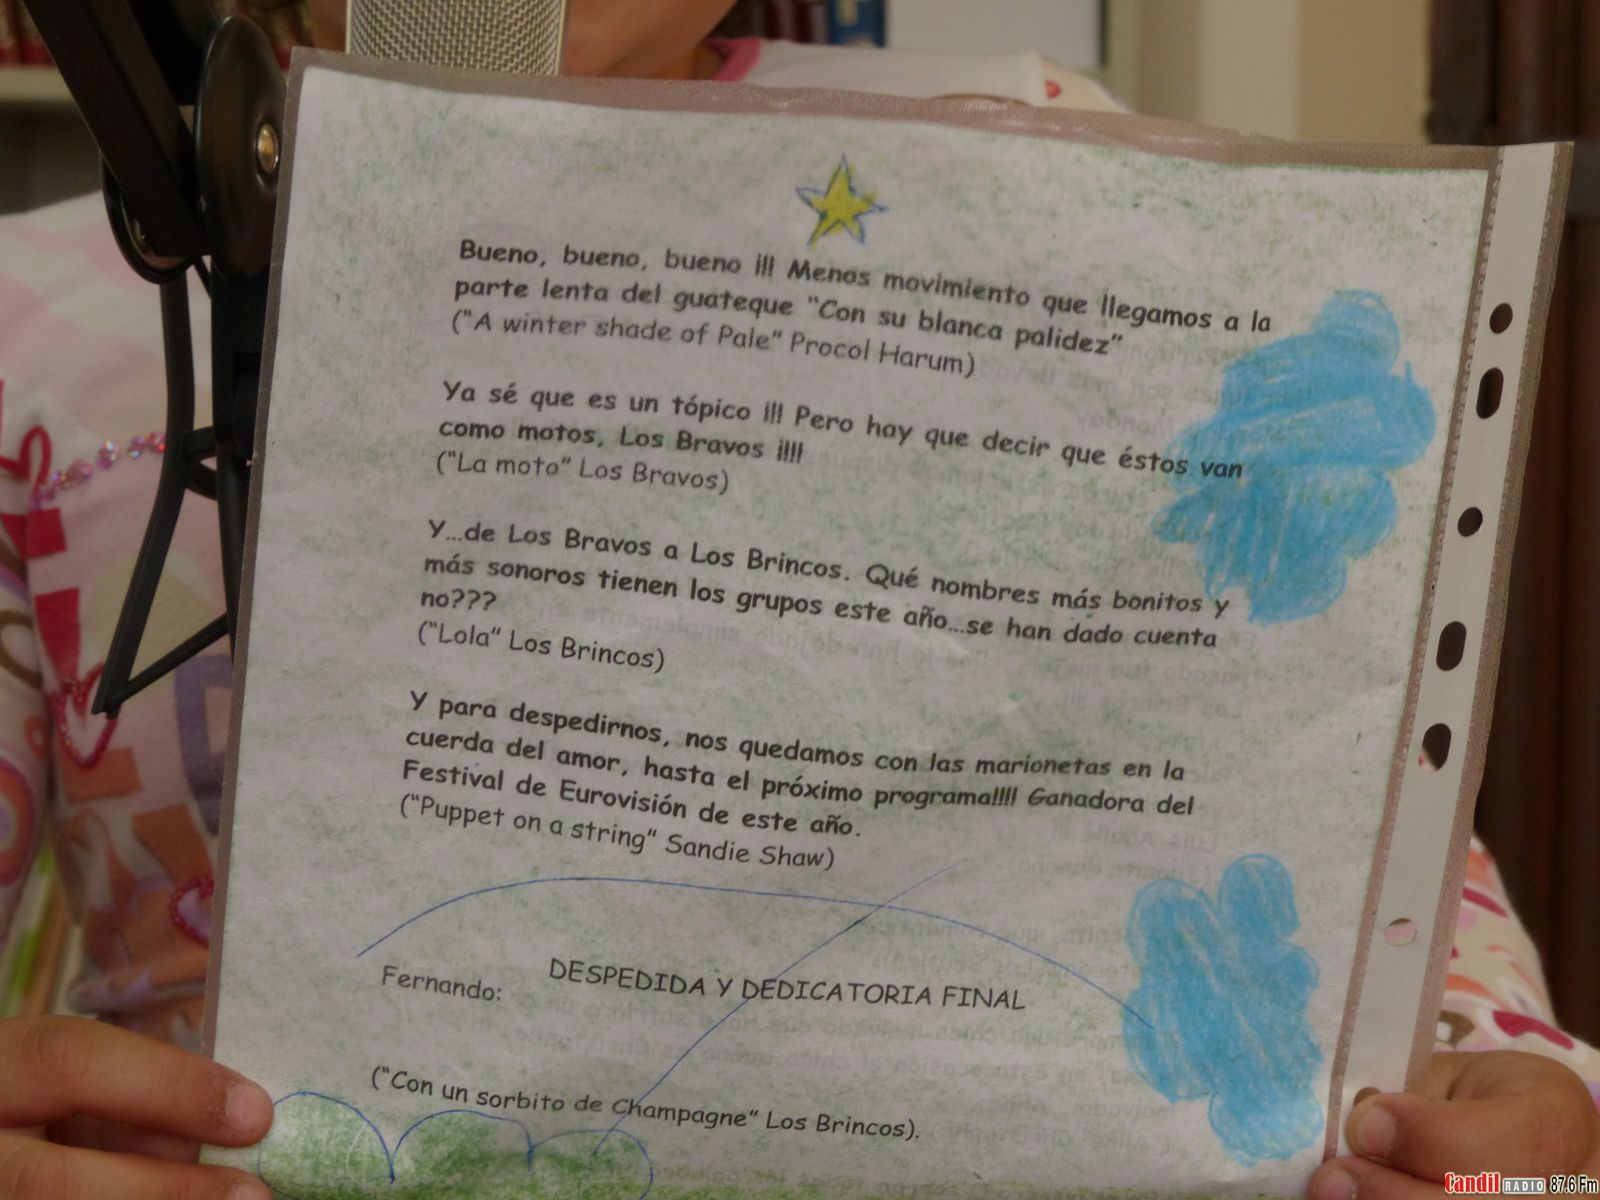 Bueno, bueno, bueno ¡!! Menos movimiento que llegamos a la
parte lenta del guateque "Con su blanca palidez"
("A winter shade of Pale" Procol Harum)
Ya sé que es un tópico ¡!! Pero hay que decir que éstos van
como motos, Los Bravos ¡!!!
("La moto" Los Bravos)
Y...de Los Bravos a Los Brincos. Qué nombres más bonitos y
más sonoros tienen los grupos este año...se han dado cuenta
no???
("Lola" Los Brincos)
Y para despedirnos, nos quedamos con las marionetas en la
cuerda del amor, hasta el próximo programa!!!! Ganadora del
Festival de Eurovisión de este año.
("Puppet on a string" Sandie Shaw)
DESPEDIDA Y DEDICATORIA FINAL
Fernando:
("Con un sorbito de Champagne" Los Brincos).
Candil RADIO 87.6 Fm